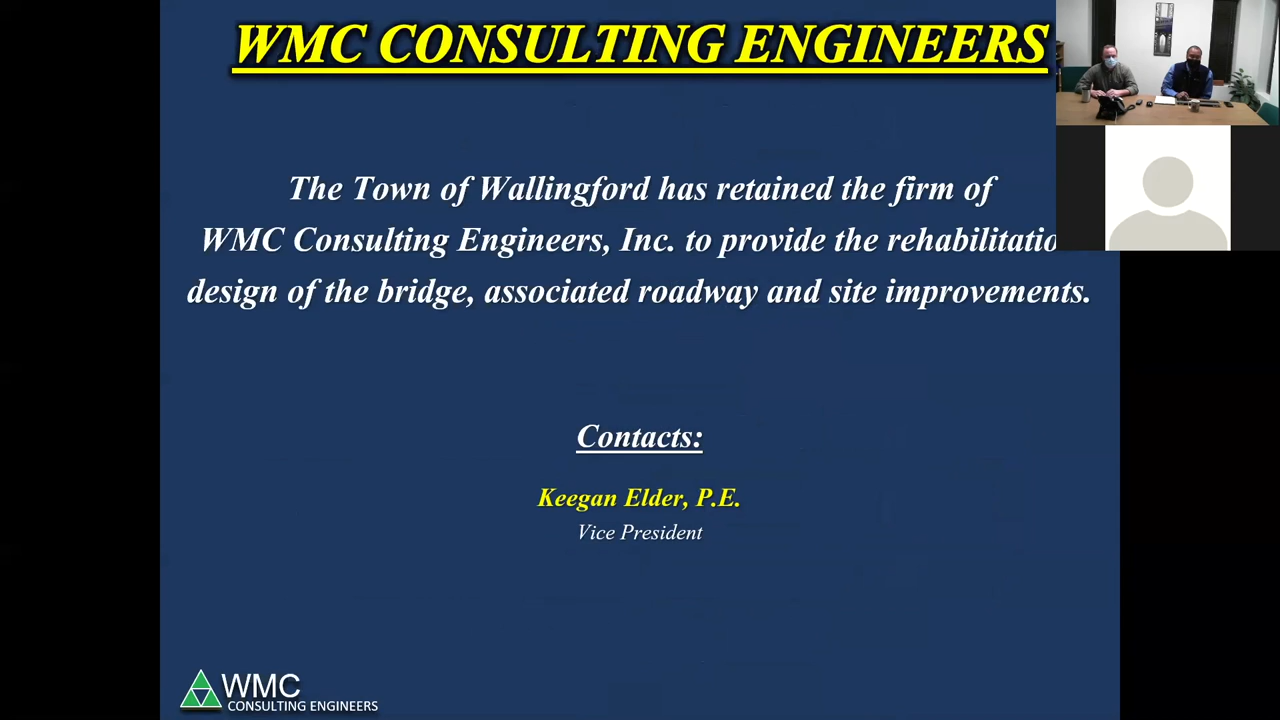 WMC CONSULTING ENGINEERS
The Town of Wallingford has retained the firm of
WMC Consulting Engineers, Inc. to provide the rehabilitatio
design of the bridge, associated roadway and site improvements.
Contacts:
Keegan Elder, P.E.
Vice President
WMC
CONSULTING ENGINEERS